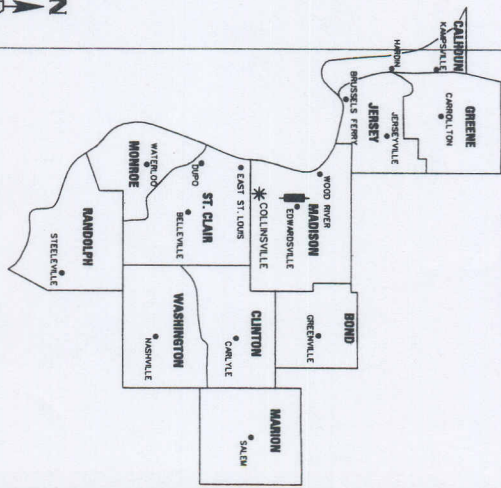 N
CALHOUN
KAMPSVILLE
HARDIN
BRUSSELS FERRY
GREENE
CARROLLTON
JERSEY
JERSEYVILLE
WOOD RIVER
MADISON
EDWARDSVILLE
COLLINSVILLE
EAST ST. LOUIS
BOND
GREENVILLE
DUPO
ST. CLAIR
BELLEVILLE
MONROE
WATERLOO
CLINTON
CARLYLE
MARION
SALEM
WASHINGTON
NASHVILLE
RANDOLPH
STEELEVILLE